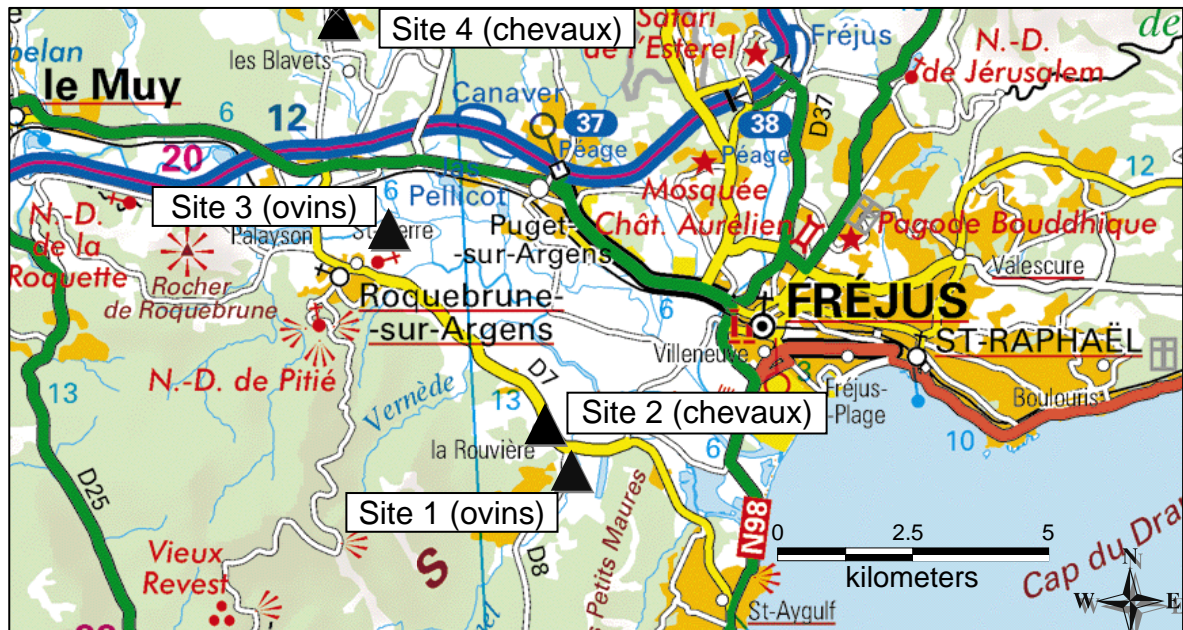 Site 4 (chevaux)
Safari
de l'Esterel
Fréjus
N.-D.
de Jérusalem
de
les Blavets
le Muy
6
12
20
Canaver
37
Péage
38
Péage
D37
12
Mosquée
Site 3 (ovins)
6
Jas
Pellicot
Puget-
-sur-Argens
Chât. Aurélien
Pagode Bouddhique
Valescure
N.-D.
de la
Roquette
Palayson
Rocher
de Roquebrune
Roquebrune-
-sur-Argens
6
FRÉJUS
ST-RAPHAËL
Villeneuve
3
Fréjus-
-Plage
Boulouris
10
N.-D. de Pitié
13
Vernède
13
D7
Site 2 (chevaux)
la Rouvière
6
Site 1 (ovins)
D25
D8
S
Petits Maures
N98
Vieux
Revest
0 2.5 5
kilometers
Cap du Dra
St-Aygulf
N
W E